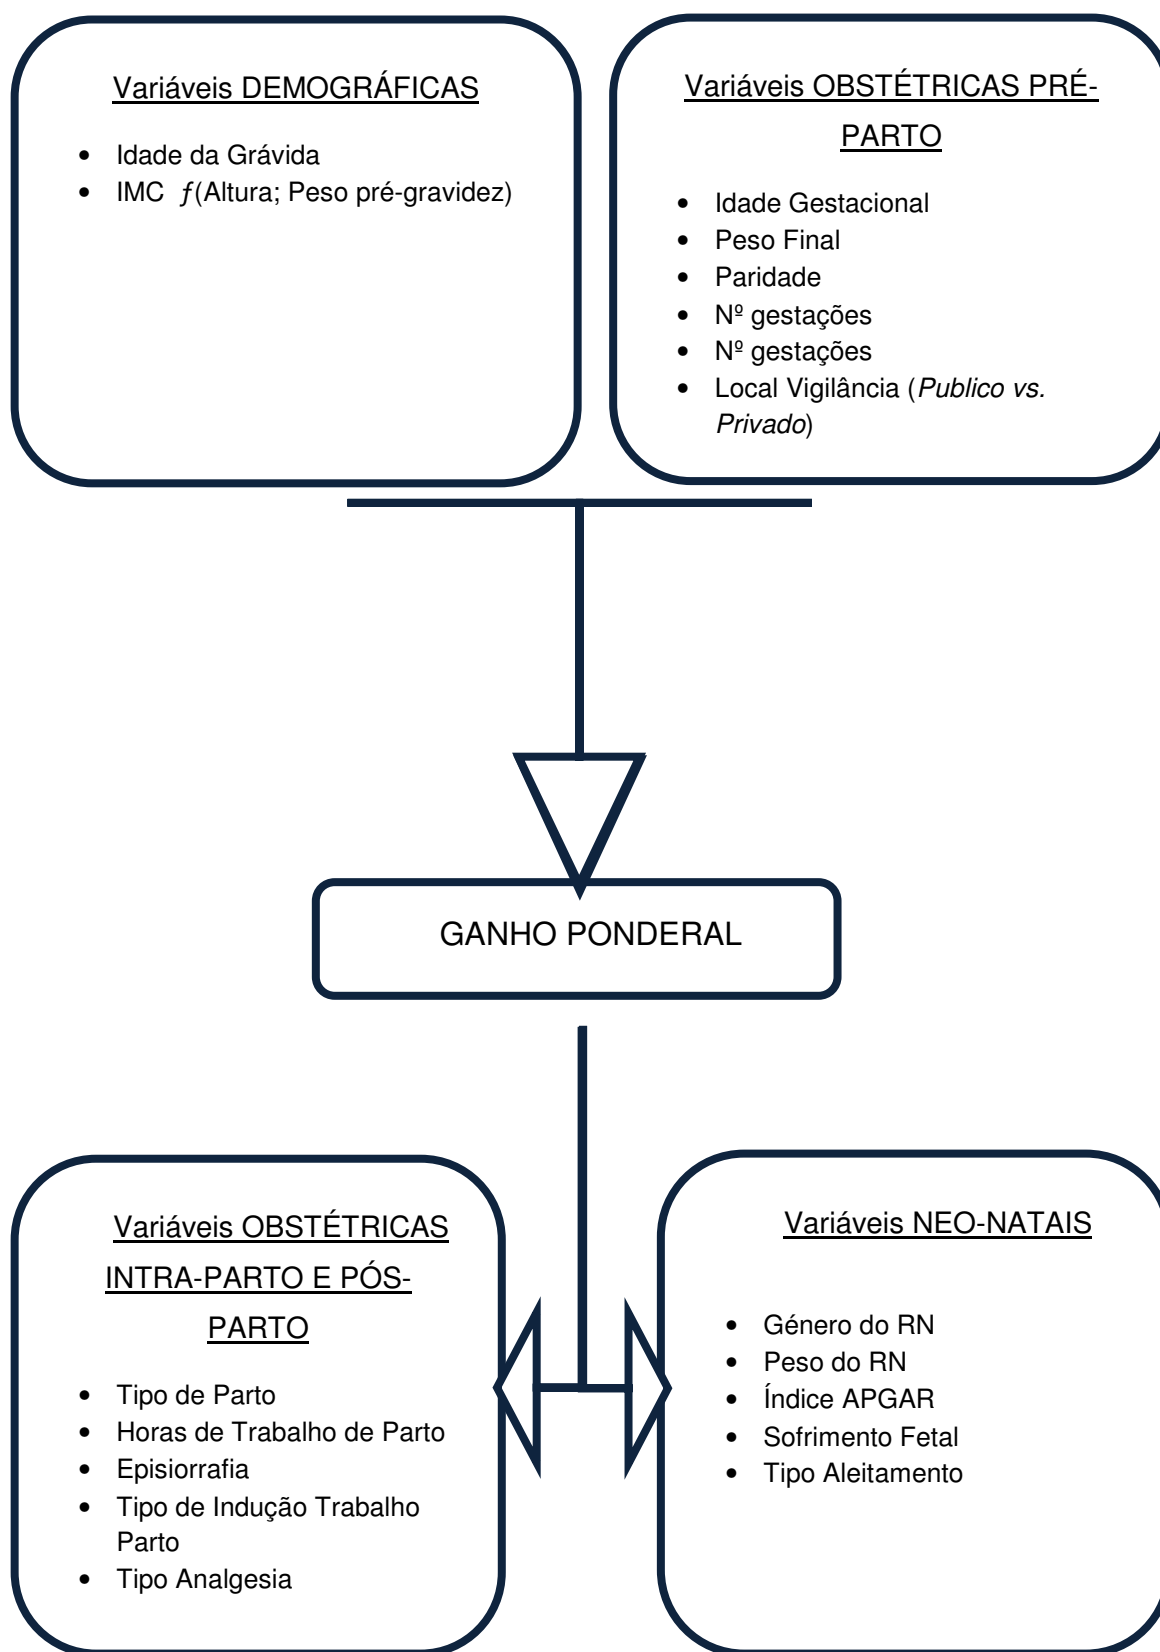 Variáveis DEMOGRÁFICAS
• Idade da Grávida
• IMC ƒ(Altura; Peso pré-gravidez)
Variáveis OBSTÉTRICAS PRÉ-
PARTO
• Idade Gestacional
• Peso Final
• Paridade
• Nº gestações
• Nº gestações
• Local Vigilância (Publico vs.
Privado)
GANHO PONDERAL
Variáveis OBSTÉTRICAS
INTRA-PARTO E PÓS-
PARTO
• Tipo de Parto
• Horas de Trabalho de Parto
• Episiorrafia
• Tipo de Indução Trabalho
Parto
• Tipo Analgesia
Variáveis NEO-NATAIS
• Género do RN
• Peso do RN
• Índice APGAR
• Sofrimento Fetal
• Tipo Aleitamento